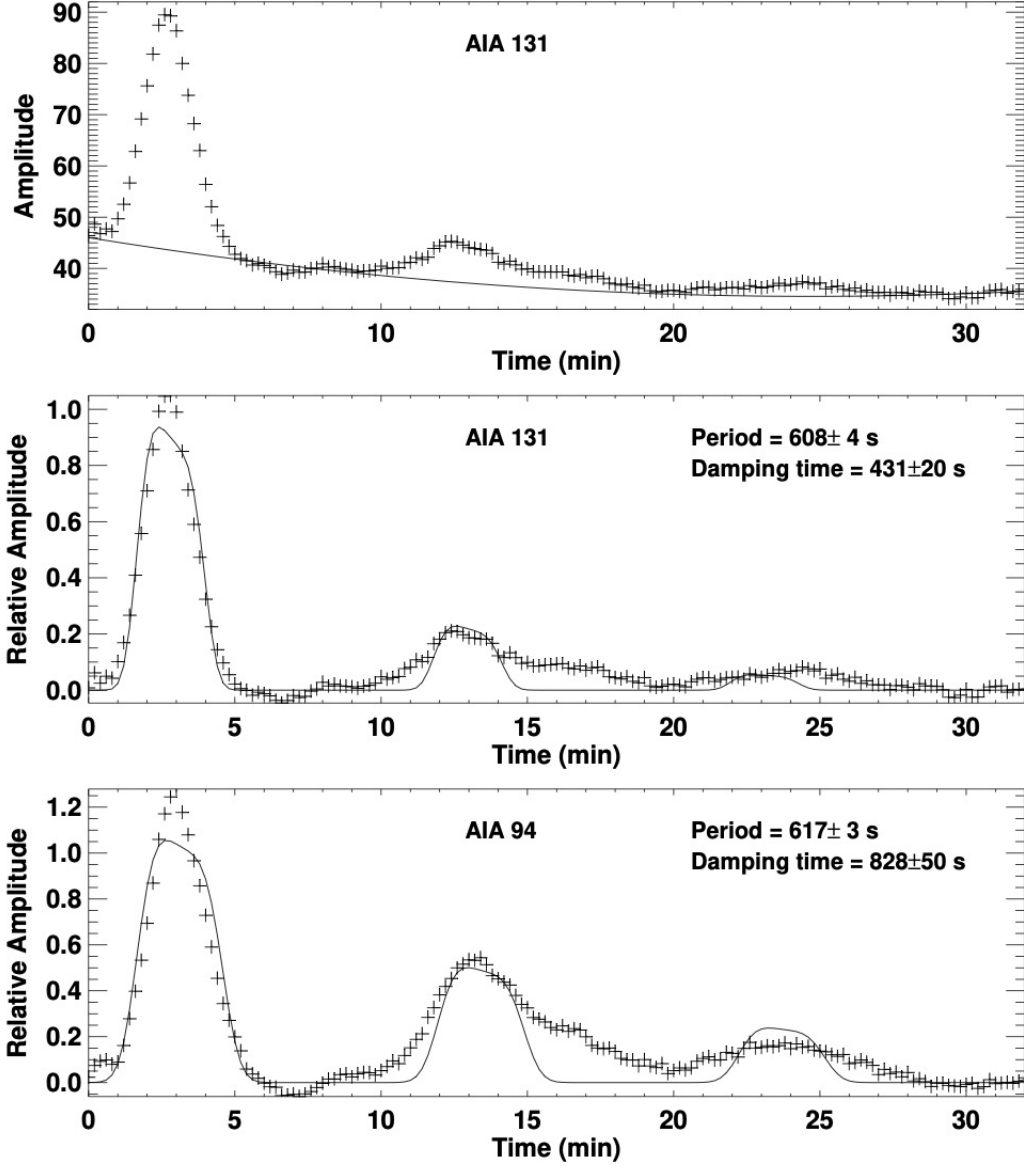 AIA 131
90
80
70
60
50
40
Amplitude
0 10 20 30
Time (min)
AIA 131
Period = 608± 4 s
Damping time = 431±20 s
1.0
0.8
0.6
0.4
0.2
0.0
Relative Amplitude
0 5 10 15 20 25 30
Time (min)
AIA 94
Period = 617± 3 s
Damping time = 828±50 s
1.2
1.0
0.8
0.6
0.4
0.2
0.0
Relative Amplitude
0 5 10 15 20 25 30
Time (min)